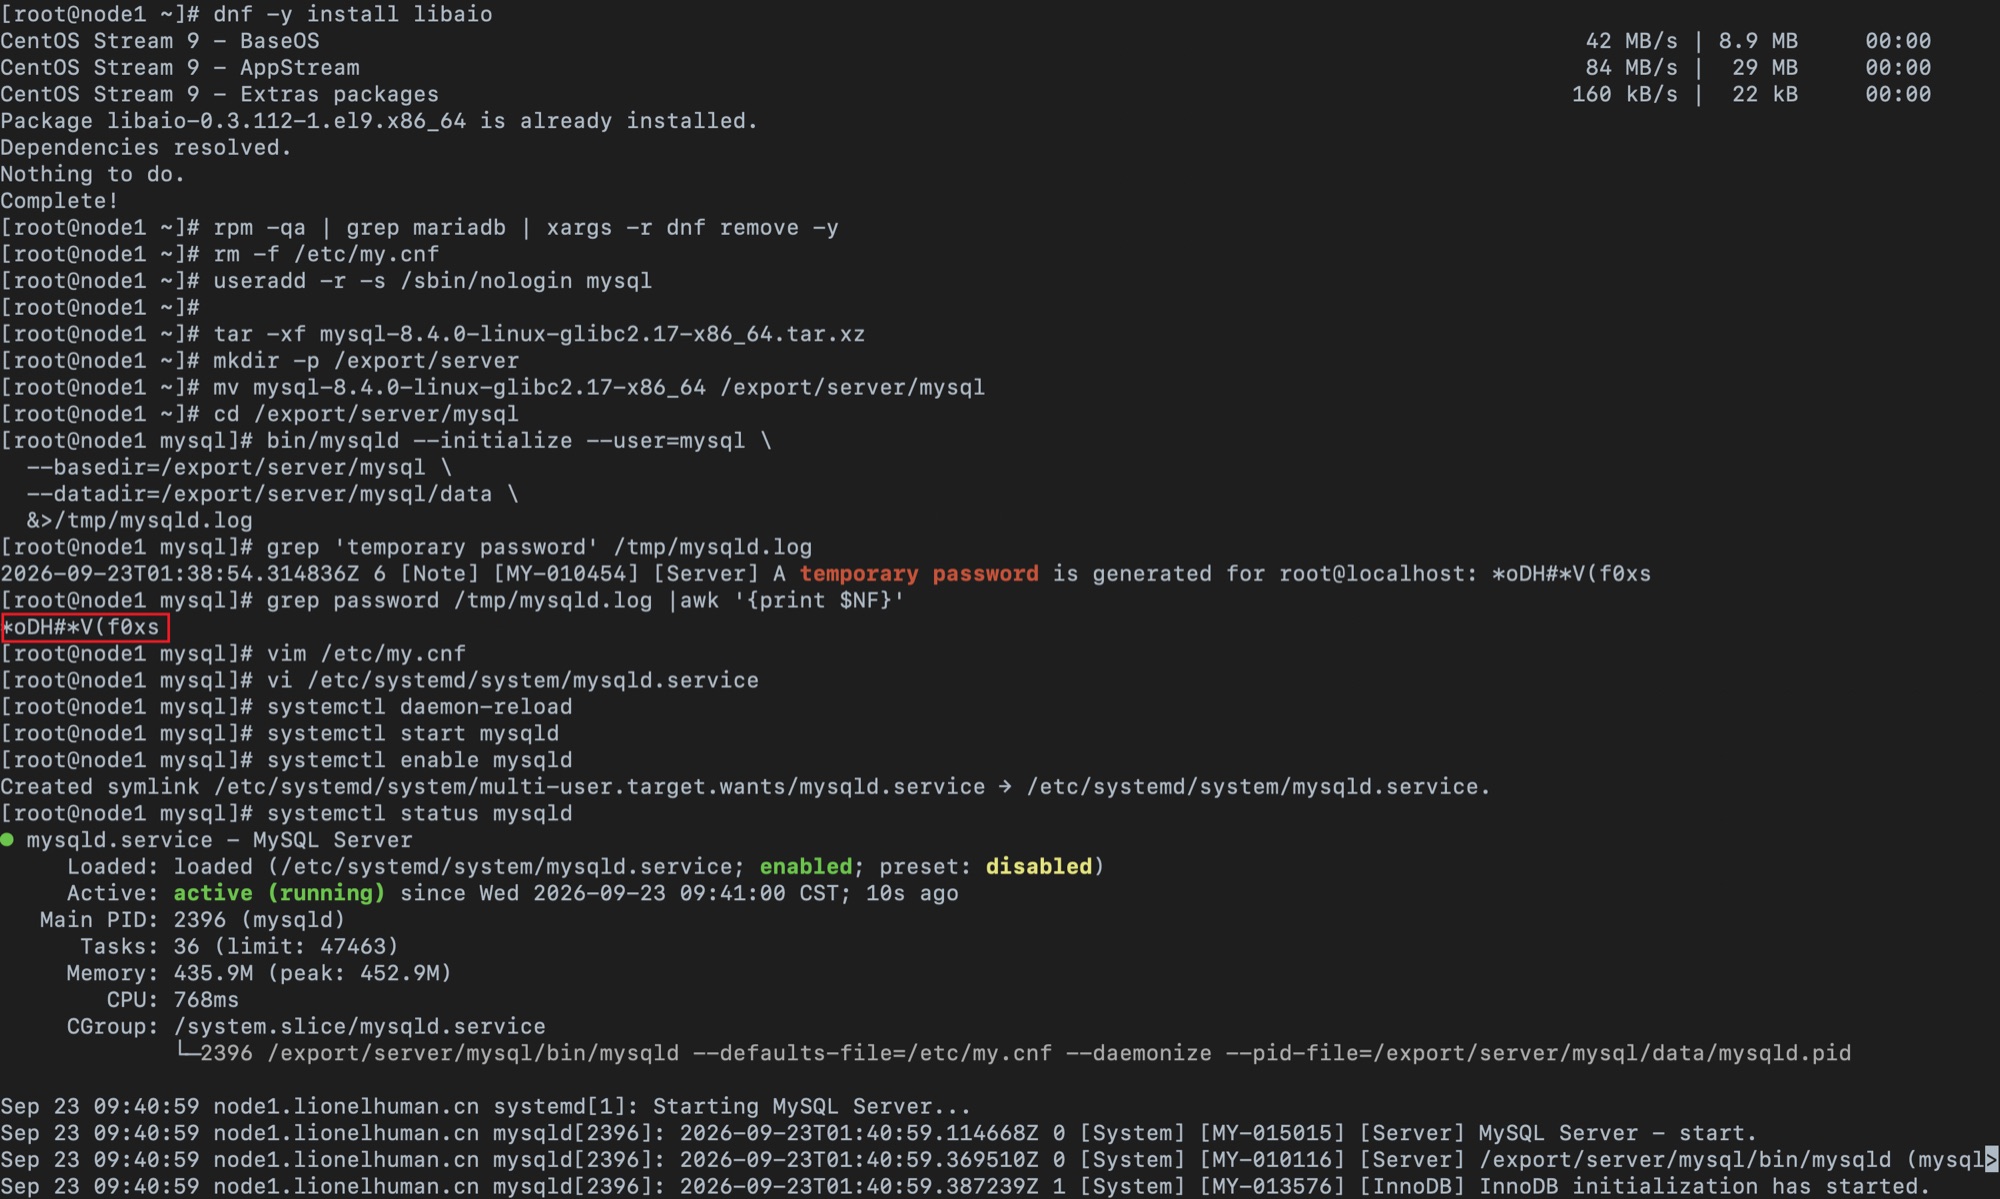 [root@node1 ~]# dnf -y install libaio
CentOS Stream 9 - BaseOS 42 MB/s | 8.9 MB 00:00
CentOS Stream 9 - AppStream 84 MB/s | 29 MB 00:00
CentOS Stream 9 - Extras packages 160 kB/s | 22 kB 00:00
Package libaio-0.3.112-1.el9.x86_64 is already installed.
Dependencies resolved.
Nothing to do.
Complete!
[root@node1 ~]# rpm -qa | grep mariadb | xargs -r dnf remove -y
[root@node1 ~]# rm -f /etc/my.cnf
[root@node1 ~]# useradd -r -s /sbin/nologin mysql
[root@node1 ~]#
[root@node1 ~]# tar -xf mysql-8.4.0-linux-glibc2.17-x86_64.tar.xz
[root@node1 ~]# mkdir -p /export/server
[root@node1 ~]# mv mysql-8.4.0-linux-glibc2.17-x86_64 /export/server/mysql
[root@node1 ~]# cd /export/server/mysql
[root@node1 mysql]# bin/mysqld --initialize --user=mysql \
--basedir=/export/server/mysql \
--datadir=/export/server/mysql/data \
&>/tmp/mysqld.log
[root@node1 mysql]# grep 'temporary password' /tmp/mysqld.log
2026-09-23T01:38:54.314836Z 6 [Note] [MY-010454] [Server] A temporary password is generated for root@localhost: *oDH#*V(f0xs
[root@node1 mysql]# grep password /tmp/mysqld.log |awk '{print $NF}'
*oDH#*V(f0xs
[root@node1 mysql]# vim /etc/my.cnf
[root@node1 mysql]# vi /etc/systemd/system/mysqld.service
[root@node1 mysql]# systemctl daemon-reload
[root@node1 mysql]# systemctl start mysqld
[root@node1 mysql]# systemctl enable mysqld
Created symlink /etc/systemd/system/multi-user.target.wants/mysqld.service → /etc/systemd/system/mysqld.service.
[root@node1 mysql]# systemctl status mysqld
● mysqld.service - MySQL Server
Loaded: loaded (/etc/systemd/system/mysqld.service; enabled; preset: disabled)
Active: active (running) since Wed 2026-09-23 09:41:00 CST; 10s ago
Main PID: 2396 (mysqld)
Tasks: 36 (limit: 47463)
Memory: 435.9M (peak: 452.9M)
CPU: 768ms
CGroup: /system.slice/mysqld.service
└─2396 /export/server/mysql/bin/mysqld --defaults-file=/etc/my.cnf --daemonize --pid-file=/export/server/mysql/data/mysqld.pid
Sep 23 09:40:59 node1.lionelhuman.cn systemd[1]: Starting MySQL Server...
Sep 23 09:40:59 node1.lionelhuman.cn mysqld[2396]: 2026-09-23T01:40:59.114668Z 0 [System] [MY-015015] [Server] MySQL Server - start.
Sep 23 09:40:59 node1.lionelhuman.cn mysqld[2396]: 2026-09-23T01:40:59.369510Z 0 [System] [MY-010116] [Server] /export/server/mysql/bin/mysqld (mysql>
Sep 23 09:40:59 node1.lionelhuman.cn mysqld[2396]: 2026-09-23T01:40:59.387239Z 1 [System] [MY-013576] [InnoDB] InnoDB initialization has started.